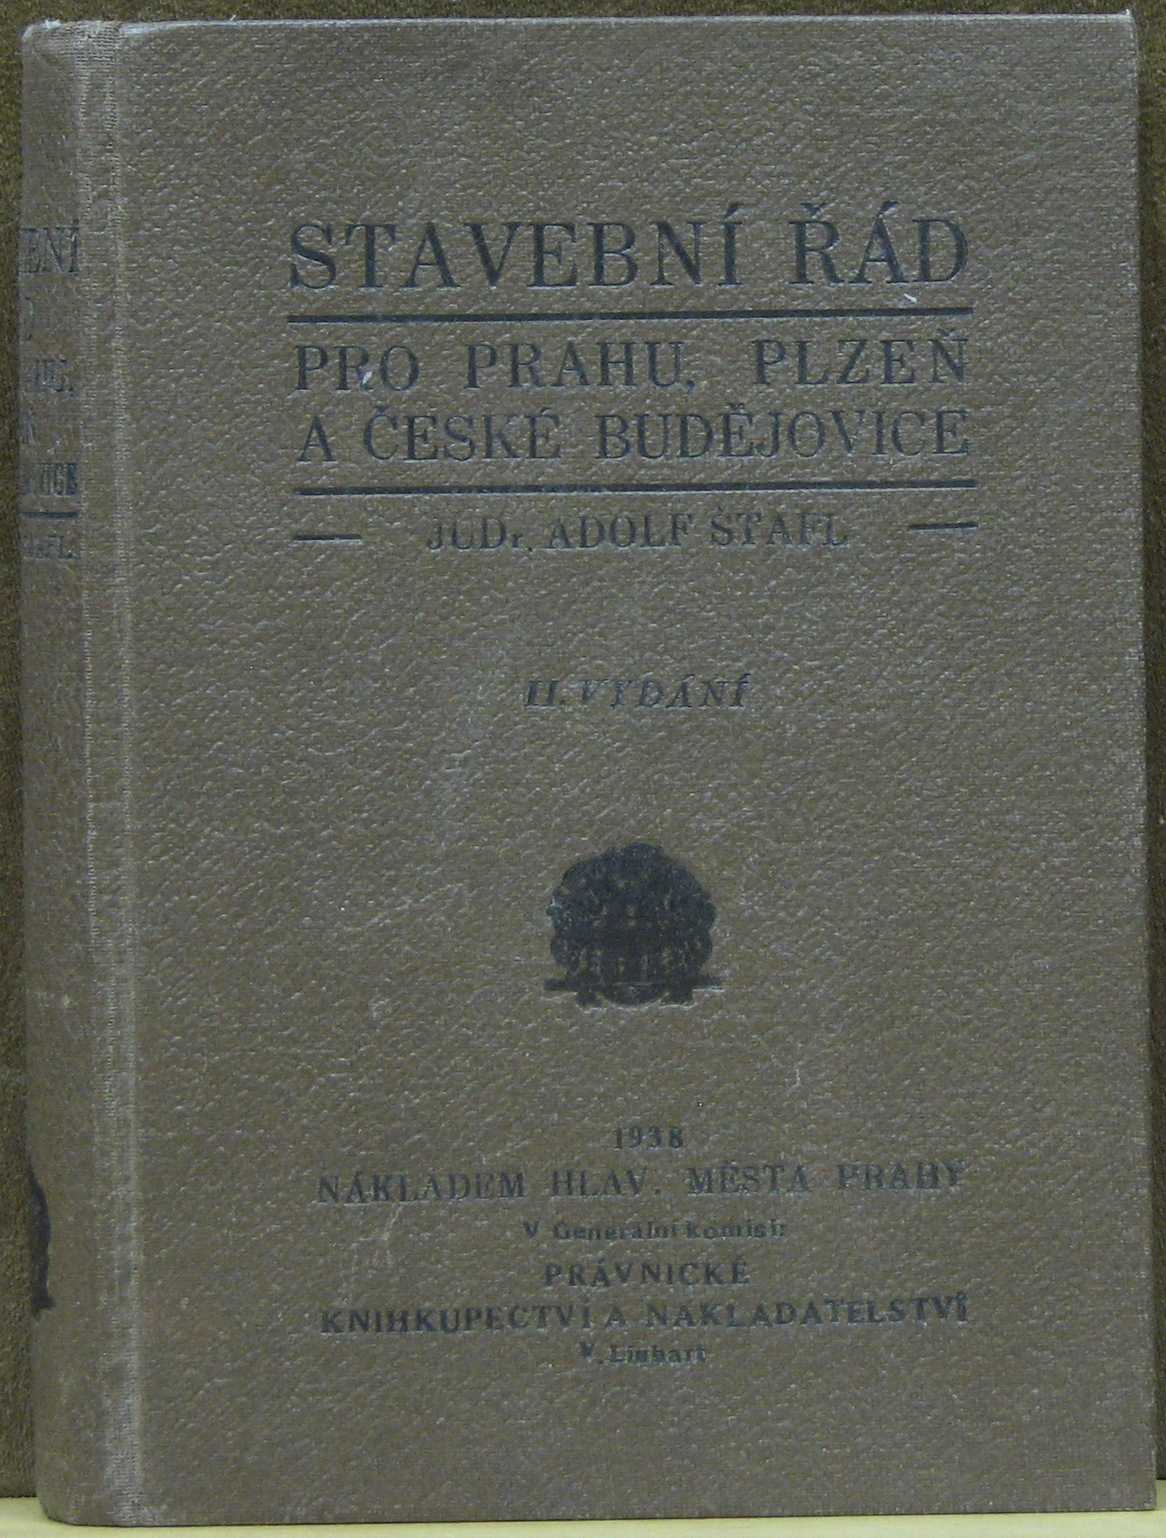 STAVEBNÍ ŘÁD
PRO PRAHU, PLZEŇ
A ČESKÉ BUDĚJOVICE
JUDr. ADOLF ŠTAFL
II. VYDÁNÍ
1938
NÁKLADEM HLAV. MĚSTA PRAHY
V Generální komisi:
PRÁVNICKÉ
KNIHKUPECTVÍ A NAKLADATELSTVÍ
V. Linhart